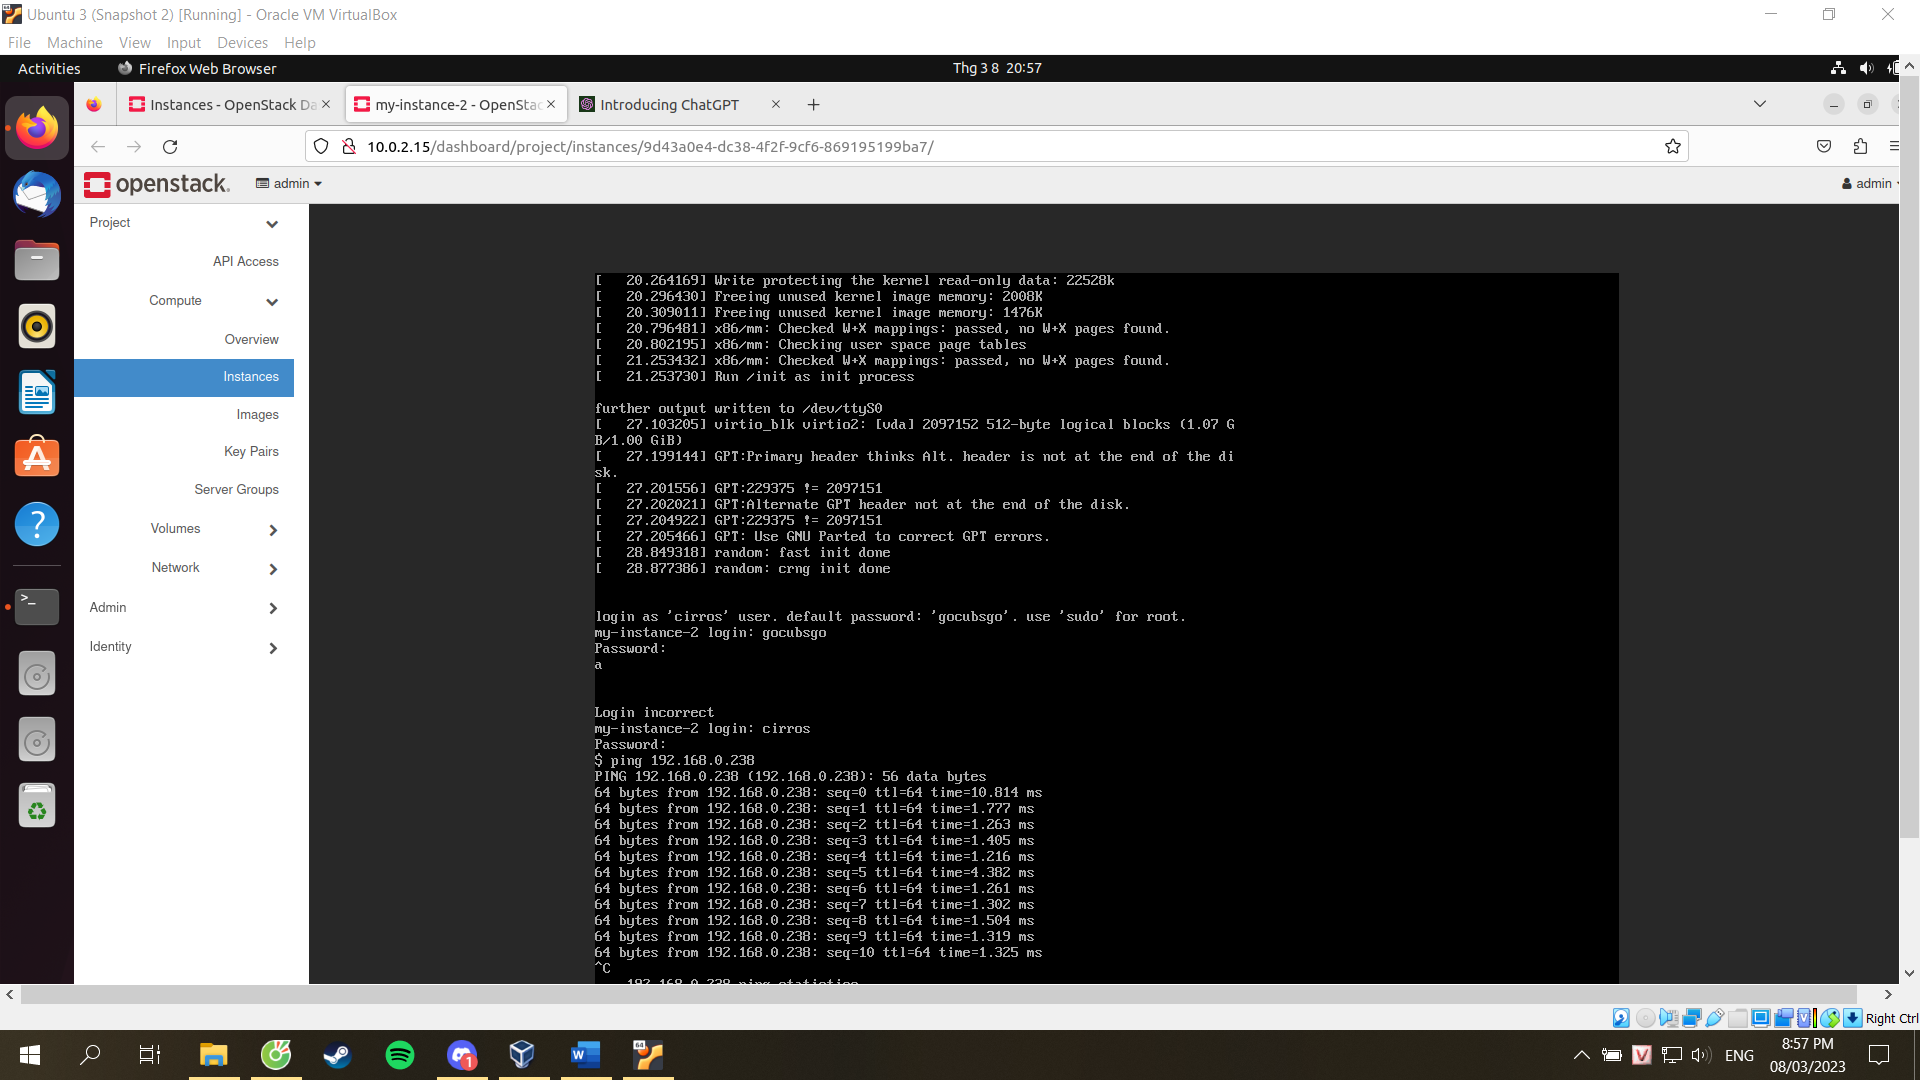 Ubuntu 3 (Snapshot 2) [Running] - Oracle VM VirtualBox
File Machine View Input Devices Help
Activities Firefox Web Browser Thg 3 8 20:57
Instances - OpenStack Da my-instance-2 - OpenStac Introducing ChatGPT
10.0.2.15/dashboard/project/instances/9d43a0e4-dc38-4f2f-9cf6-869195199ba7/
openstack. admin admin
Project
API Access
Compute
Overview
Instances
Images
Key Pairs
Server Groups
Volumes
Network
Admin
Identity
[   20.264169] Write protecting the kernel read-only data: 22528k
[   20.296430] Freeing unused kernel image memory: 2008K
[   20.309011] Freeing unused kernel image memory: 1476K
[   20.796481] x86/mm: Checked W+X mappings: passed, no W+X pages found.
[   20.802195] x86/mm: Checking user space page tables
[   21.253432] x86/mm: Checked W+X mappings: passed, no W+X pages found.
[   21.253730] Run /init as init process
further output written to /dev/ttyS0
[   27.103205] virtio_blk virtio2: [vda] 2097152 512-byte logical blocks (1.07 G
B/1.00 GiB)
[   27.199144] GPT:Primary header thinks Alt. header is not at the end of the di
sk.
[   27.201556] GPT:229375 != 2097151
[   27.202021] GPT:Alternate GPT header not at the end of the disk.
[   27.204922] GPT:229375 != 2097151
[   27.205466] GPT: Use GNU Parted to correct GPT errors.
[   28.849318] random: fast init done
[   28.877386] random: crng init done
login as 'cirros' user. default password: 'gocubsgo'. use 'sudo' for root.
my-instance-2 login: gocubsgo
Password:
a
Login incorrect
my-instance-2 login: cirros
Password:
$ ping 192.168.0.238
PING 192.168.0.238 (192.168.0.238): 56 data bytes
64 bytes from 192.168.0.238: seq=0 ttl=64 time=10.814 ms
64 bytes from 192.168.0.238: seq=1 ttl=64 time=1.777 ms
64 bytes from 192.168.0.238: seq=2 ttl=64 time=1.263 ms
64 bytes from 192.168.0.238: seq=3 ttl=64 time=1.405 ms
64 bytes from 192.168.0.238: seq=4 ttl=64 time=1.216 ms
64 bytes from 192.168.0.238: seq=5 ttl=64 time=4.382 ms
64 bytes from 192.168.0.238: seq=6 ttl=64 time=1.261 ms
64 bytes from 192.168.0.238: seq=7 ttl=64 time=1.302 ms
64 bytes from 192.168.0.238: seq=8 ttl=64 time=1.504 ms
64 bytes from 192.168.0.238: seq=9 ttl=64 time=1.319 ms
64 bytes from 192.168.0.238: seq=10 ttl=64 time=1.325 ms
^C
192.168.0.238 ping statistics
Right Ctrl
ENG 8:57 PM
08/03/2023